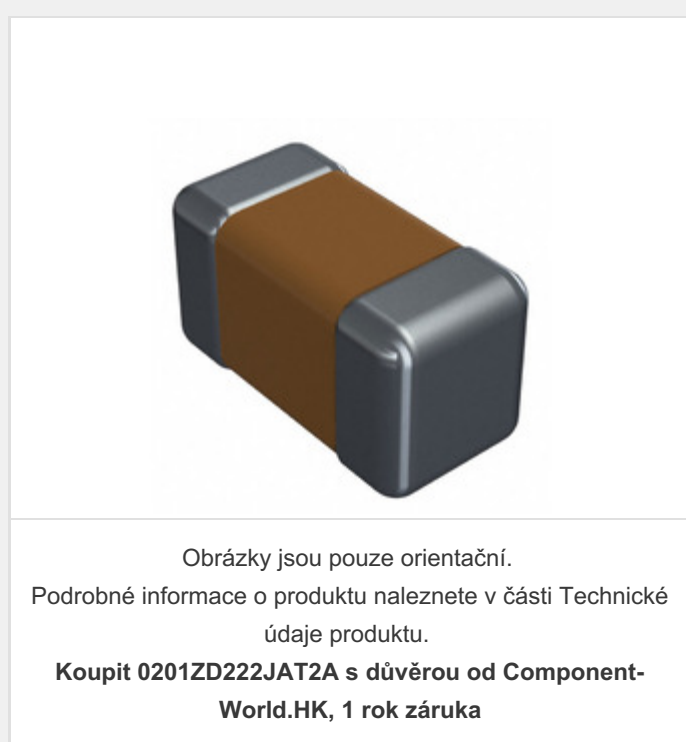 Obrázky jsou pouze orientační.
Podrobné informace o produktu naleznete v části Technické
údaje produktu.
Koupit 0201ZD222JAT2A s důvěrou od Component-
World.HK, 1 rok záruka